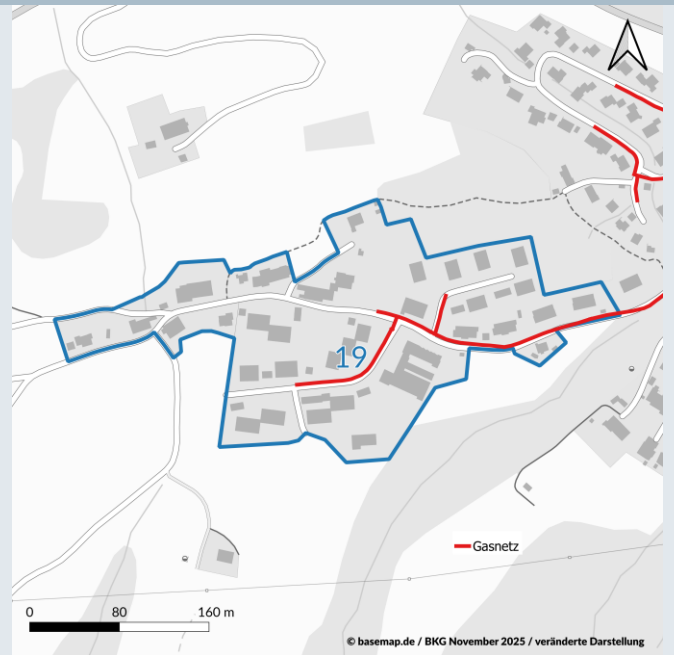 19
Gasnetz
0 80 160 m
© basemap.de / BKG November 2025 / veränderte Darstellung